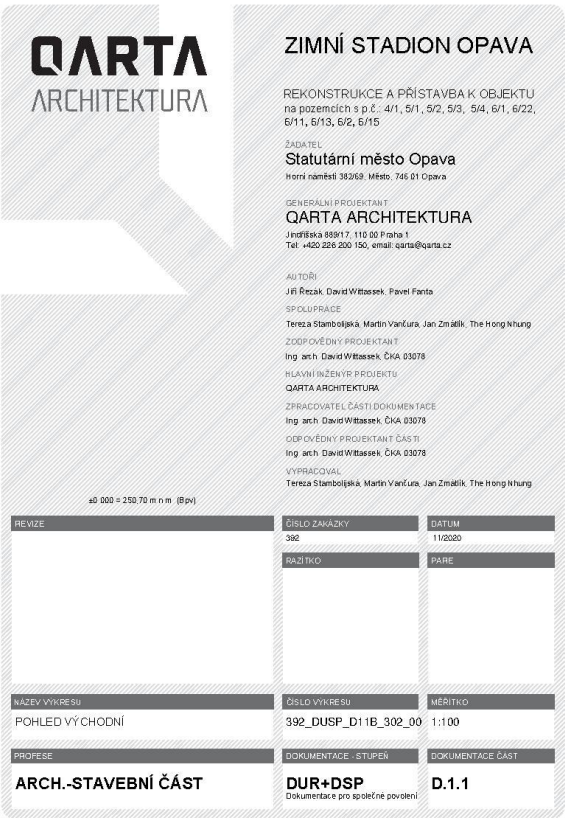 QARTA
ARCHITEKTURA
ZIMNÍ STADION OPAVA
REKONSTRUKCE A PŘÍSTAVBA K OBJEKTU
na pozemcích s p.č.: 4/1, 5/1, 5/2, 5/3, 5/4, 6/1, 6/22,
6/11, 6/13, 6/2, 6/15
ŽADATEL
Statutární město Opava
Horní náměstí 382/69, Město, 746 01 Opava
GENERÁLNÍ PROJEKTANT
QARTA ARCHITEKTURA
Jindřišská 889/17, 110 00 Praha 1
Tel: +420 226 200 150, email: qarta@qarta.cz
AUTOŘI
Jiří Řezák, David Wittassek, Pavel Fanta
SPOLUPRÁCE
Tereza Stambolijská, Martin Vančura, Jan Zmátlík, The Hong Nhung
ZODPOVĚDNÝ PROJEKTANT
Ing. arch. David Wittassek, ČKA 03078
HLAVNÍ INŽENÝR PROJEKTU
QARTA ARCHITEKTURA
ZPRACOVATEL ČÁSTI DOKUMENTACE
Ing. arch. David Wittassek, ČKA 03078
ODPOVĚDNÝ PROJEKTANT ČÁSTI
Ing. arch. David Wittassek, ČKA 03078
VYPRACOVAL
Tereza Stambolijská, Martin Vančura, Jan Zmátlík, The Hong Nhung
±0 000 = 250,70 m n m (Bpv)
REVIZE
ČÍSLO ZAKÁZKY
DATUM
392
11/2020
RAZÍTKO
PARE
NÁZEV VÝKRESU
ČÍSLO VÝKRESU
MĚŘÍTKO
POHLED VÝCHODNÍ
392_DUSP_D11B_302_00
1:100
PROFESE
DOKUMENTACE - STUPEŇ
DOKUMENTACE ČÁST
ARCH.-STAVEBNÍ ČÁST
DUR+DSP
D.1.1
Dokumentace pro společné povolení